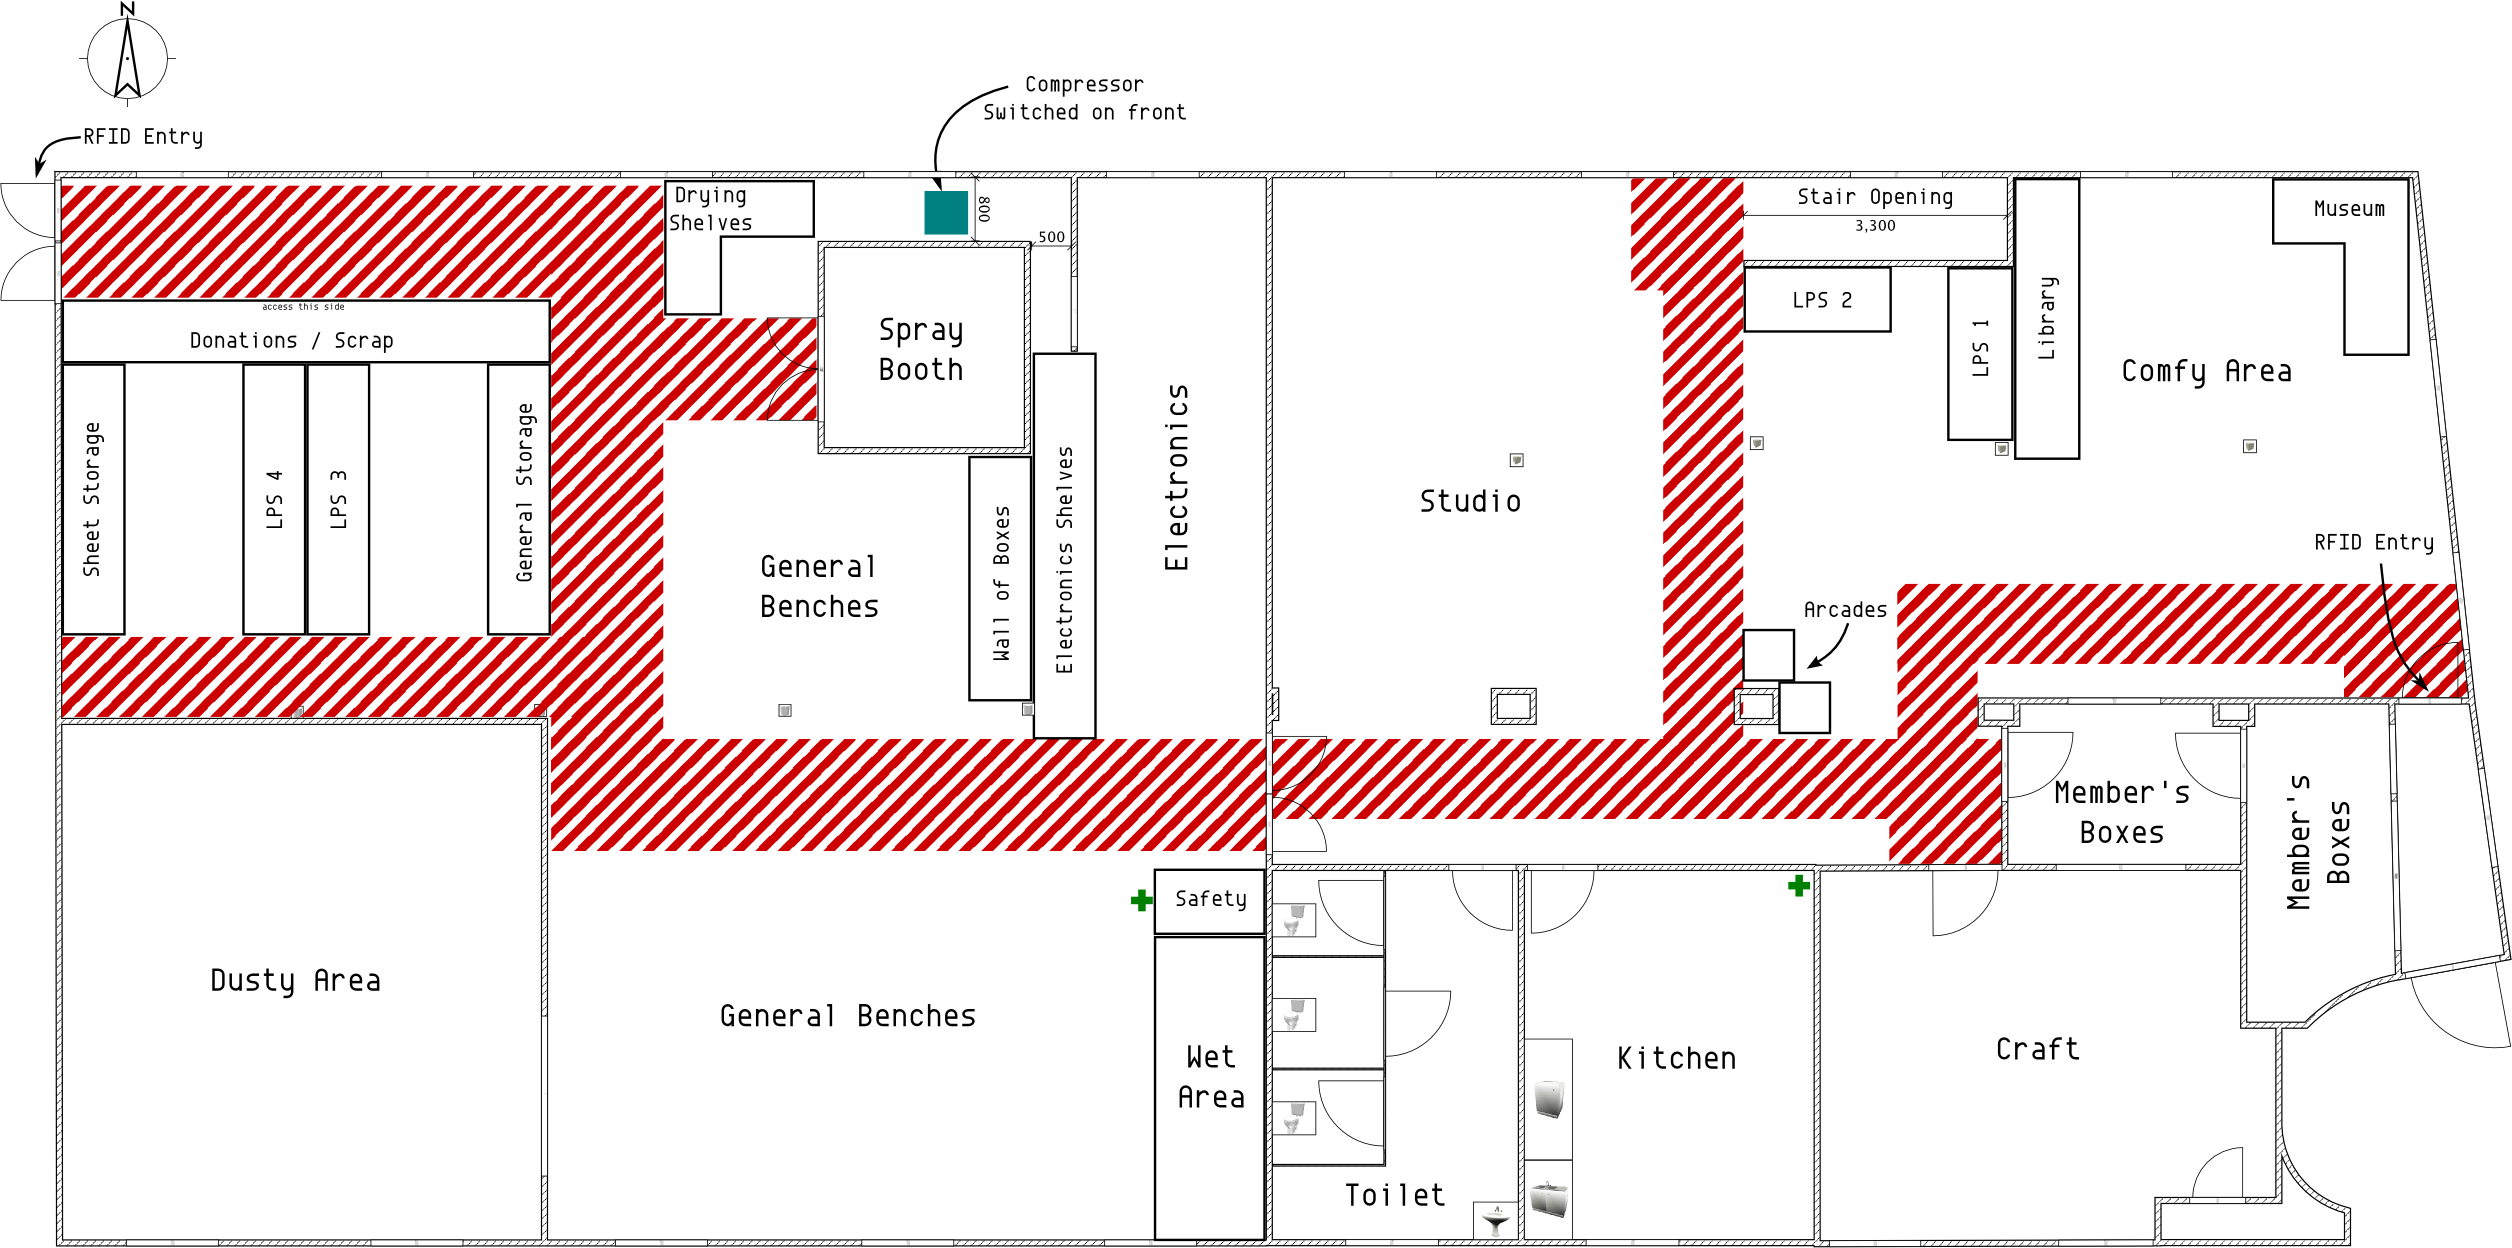 N
Compressor
Switched on front
RFID Entry
Drying
Shelves
800
500
Stair Opening
3,300
Museum
access this side
Donations / Scrap
LPS 2
LPS 1
Library
Spray
Booth
Comfy Area
Sheet Storage
LPS 4
LPS 3
General Storage
Electronics
Studio
Wall of Boxes
Electronics Shelves
General
Benches
RFID Entry
Arcades
Member's
Boxes
Member's
Boxes
Safety
Dusty Area
General Benches
Wet
Area
Kitchen
Craft
Toilet